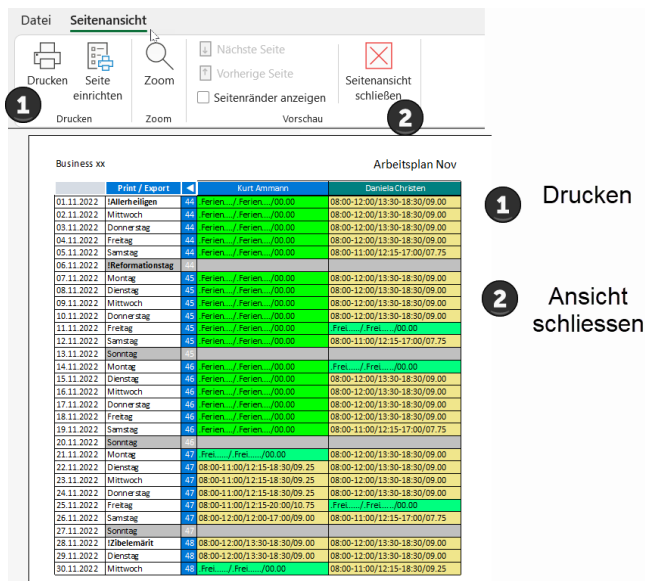 Datei Seitenansicht
Drucken
Seite einrichten
Zoom
Nächste Seite
Vorherige Seite
Seitenränder anzeigen
Seitenansicht schließen
1
2
Drucken Zoom Vorschau
Business xx Arbeitsplan Nov
Print / Export Kurt Ammann Daniela Christen
01.11.2022 !Allerheiligen 44 .Ferien..../.Ferien..../00.00 08:00-12:00/13:30-18:30/09.00
02.11.2022 Mittwoch 44 .Ferien..../.Ferien..../00.00 08:00-12:00/13:30-18:30/09.00
03.11.2022 Donnerstag 44 .Ferien..../.Ferien..../00.00 08:00-12:00/13:30-18:30/09.00
04.11.2022 Freitag 44 .Ferien..../.Ferien..../00.00 08:00-12:00/13:30-18:30/09.00
05.11.2022 Samstag 44 .Ferien..../.Ferien..../00.00 08:00-11:00/12:15-17:00/07.75
06.11.2022 !Reformationstag 44
07.11.2022 Montag 45 .Ferien..../.Ferien..../00.00 08:00-12:00/13:30-18:30/09.00
08.11.2022 Dienstag 45 .Ferien..../.Ferien..../00.00 08:00-12:00/13:30-18:30/09.00
09.11.2022 Mittwoch 45 .Ferien..../.Ferien..../00.00 08:00-12:00/13:30-18:30/09.00
10.11.2022 Donnerstag 45 .Ferien..../.Ferien..../00.00 08:00-12:00/13:30-18:30/09.00
11.11.2022 Freitag 45 .Ferien..../.Ferien..../00.00 .Frei....../.Frei....../00.00
12.11.2022 Samstag 45 .Ferien..../.Ferien..../00.00 08:00-11:00/12:15-17:00/07.75
13.11.2022 Sonntag 45
14.11.2022 Montag 46 .Ferien..../.Ferien..../00.00 .Frei....../.Frei....../00.00
15.11.2022 Dienstag 46 .Ferien..../.Ferien..../00.00 08:00-12:00/13:30-18:30/09.00
16.11.2022 Mittwoch 46 .Ferien..../.Ferien..../00.00 08:00-12:00/13:30-18:30/09.00
17.11.2022 Donnerstag 46 .Ferien..../.Ferien..../00.00 08:00-12:00/13:30-18:30/09.00
18.11.2022 Freitag 46 .Ferien..../.Ferien..../00.00 08:00-12:00/13:30-18:30/09.00
19.11.2022 Samstag 46 .Ferien..../.Ferien..../00.00 08:00-11:00/12:15-17:00/07.75
20.11.2022 Sonntag 46
21.11.2022 Montag 47 .Frei....../.Frei....../00.00 08:00-12:00/13:30-18:30/09.00
22.11.2022 Dienstag 47 08:00-11:00/12:15-18:30/09.25 08:00-12:00/13:30-18:30/09.00
23.11.2022 Mittwoch 47 08:00-11:00/12:15-18:30/09.25 08:00-12:00/13:30-18:30/09.00
24.11.2022 Donnerstag 47 08:00-11:00/12:15-18:30/09.25 08:00-12:00/13:30-18:30/09.00
25.11.2022 Freitag 47 08:00-11:00/12:15-20:00/10.75 .Frei....../.Frei....../00.00
26.11.2022 Samstag 47 08:00-12:00/12:00-17:00/09.00 08:00-11:00/12:15-17:00/07.75
27.11.2022 Sonntag 47
28.11.2022 !Zibelemärit 48 08:00-12:00/13:30-18:30/09.00 08:00-12:00/13:30-18:30/09.00
29.11.2022 Dienstag 48 08:00-12:00/13:30-18:30/09.00 08:00-12:00/13:30-18:30/09.00
30.11.2022 Mittwoch 48 .Frei....../.Frei....../00.00 08:00-11:00/12:15-18:30/09.25
1 Drucken
2 Ansicht
schliessen